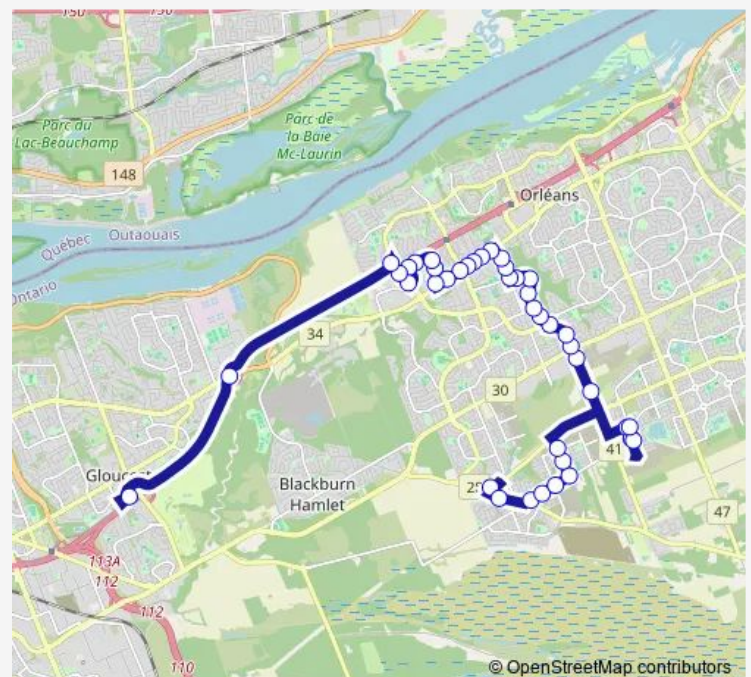 150
150
Parc du
Lac-Beauchamp
Parc de
la Baie
Mc-Laurin
148
Orléans
Québec
Outaouais
Ontario
34
30
Blackburn
Hamlet
41
47
113A
112
112
110
© OpenStreetMap contributors